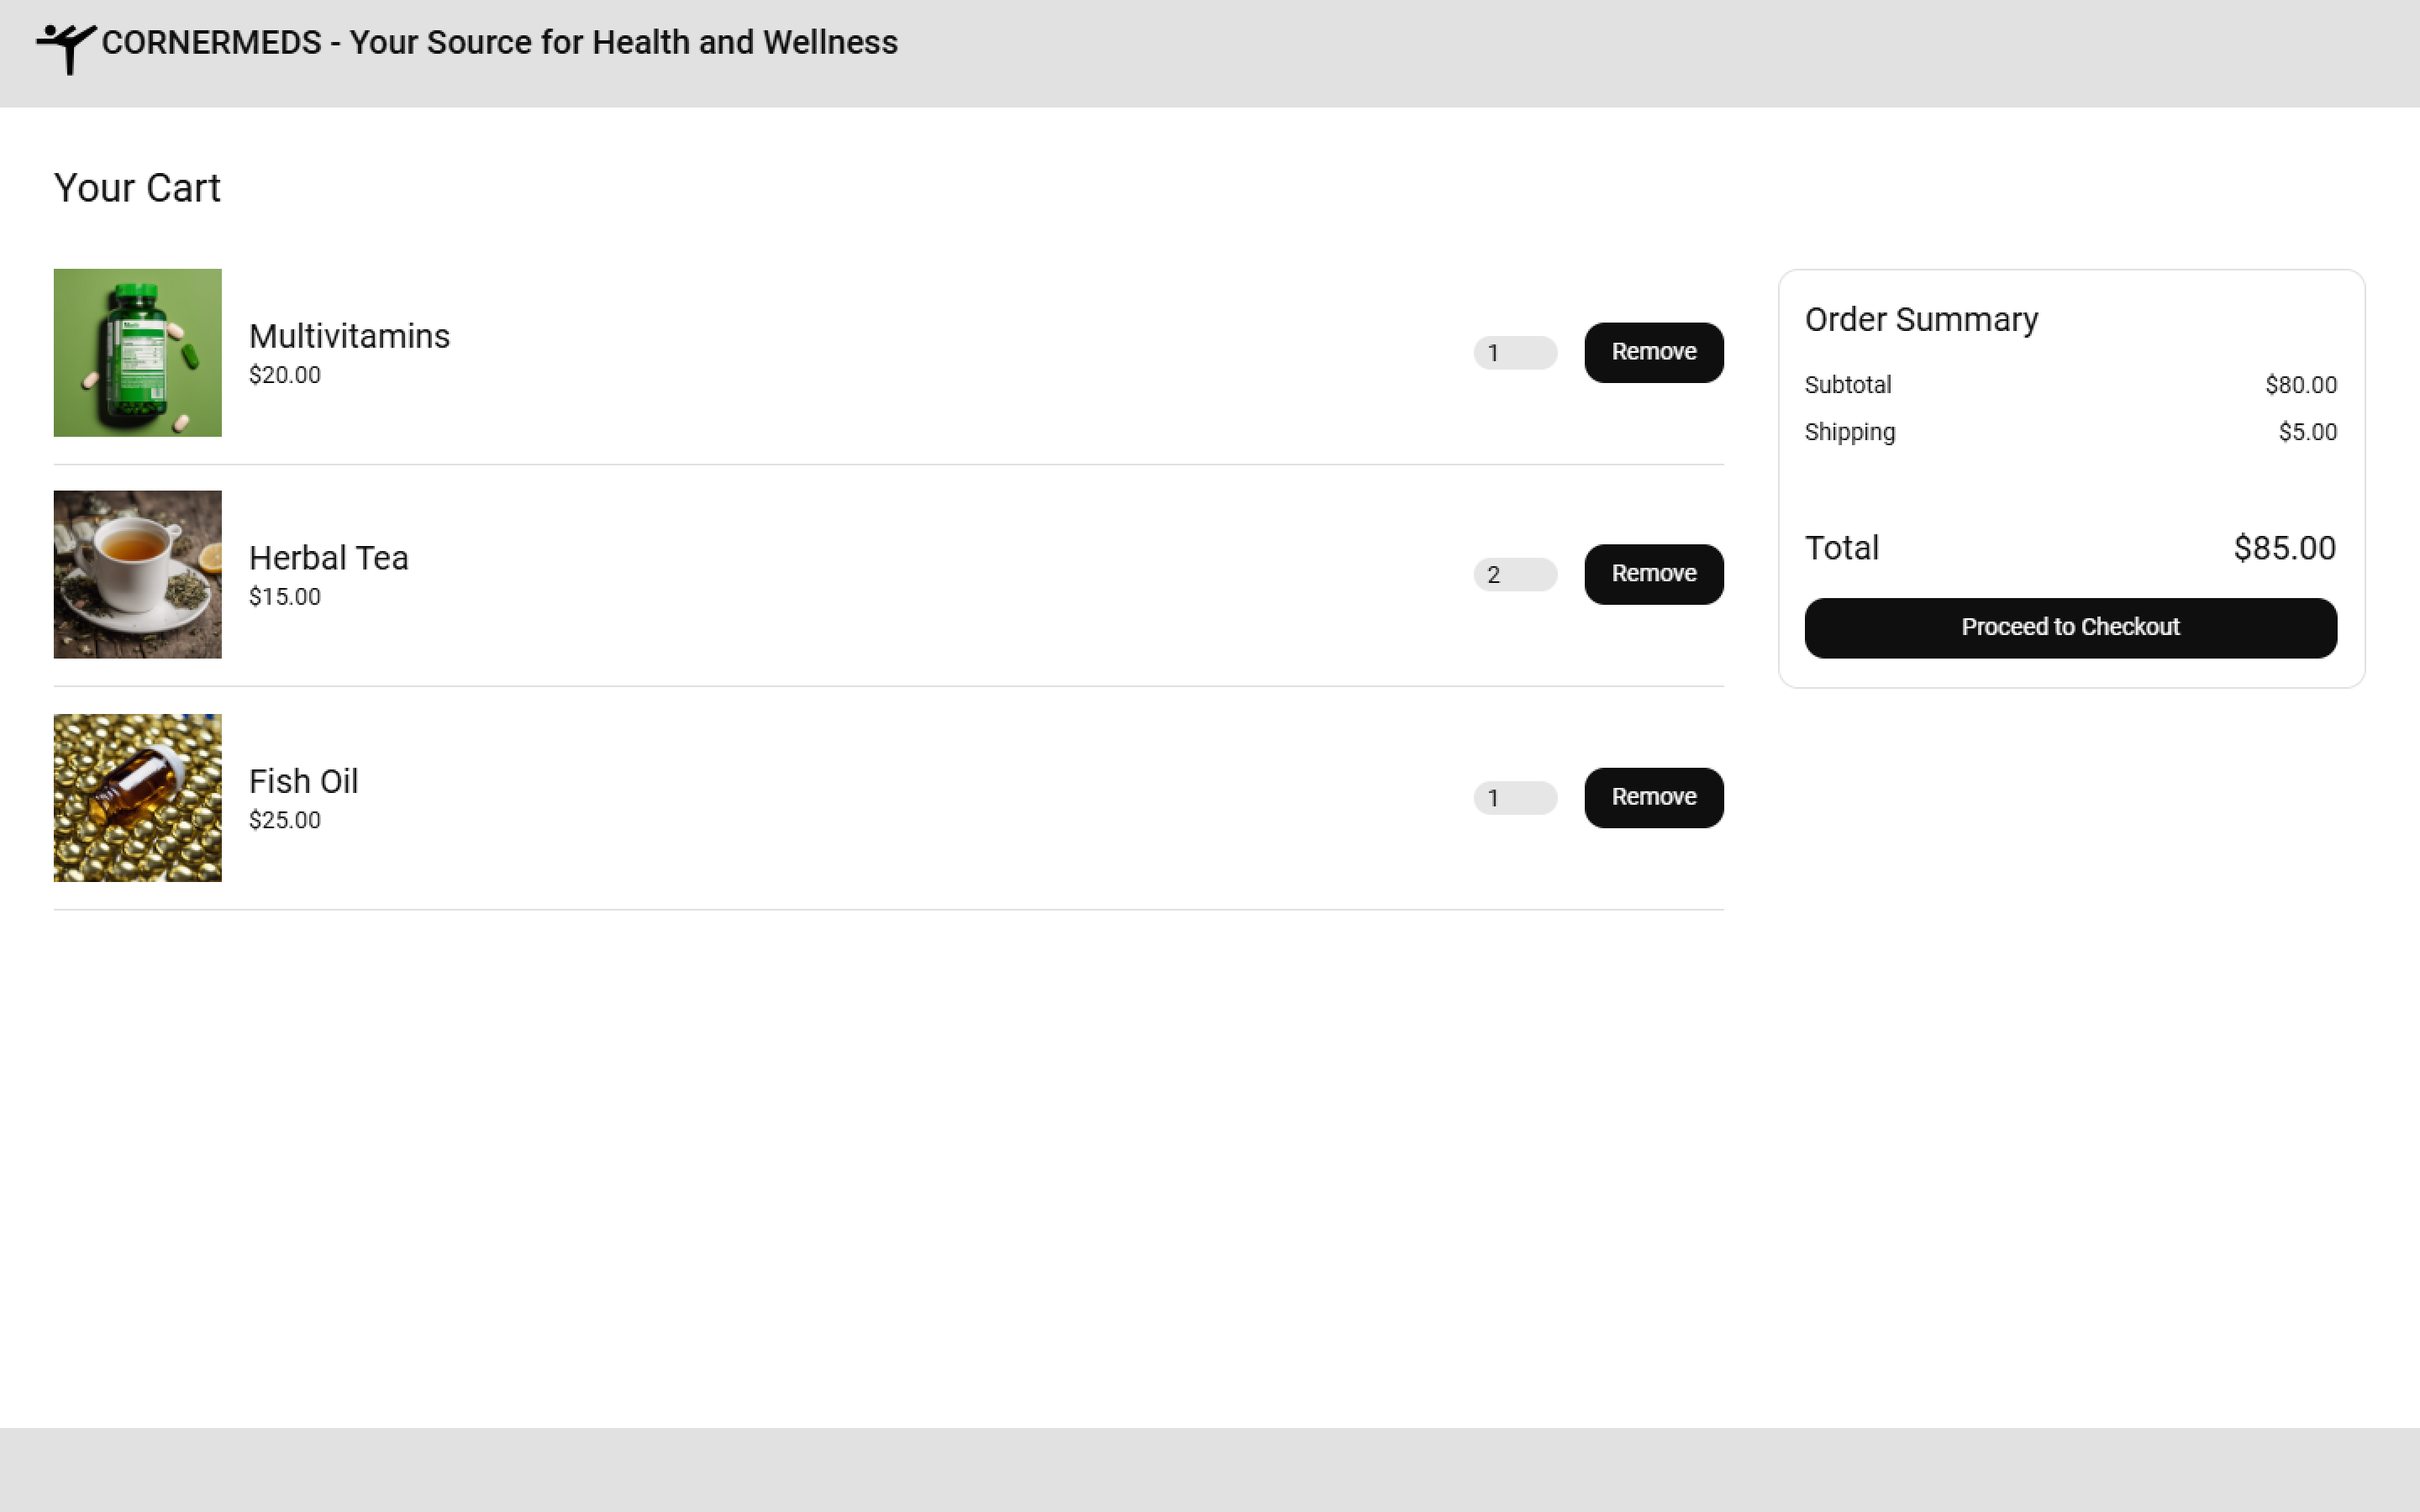 CORNERMEDS - Your Source for Health and Wellness
Your Cart
Multivitamins
$20.00
1
Remove
Herbal Tea
$15.00
2
Remove
Fish Oil
$25.00
1
Remove
Order Summary
Subtotal $80.00
Shipping $5.00
Total $85.00
Proceed to Checkout